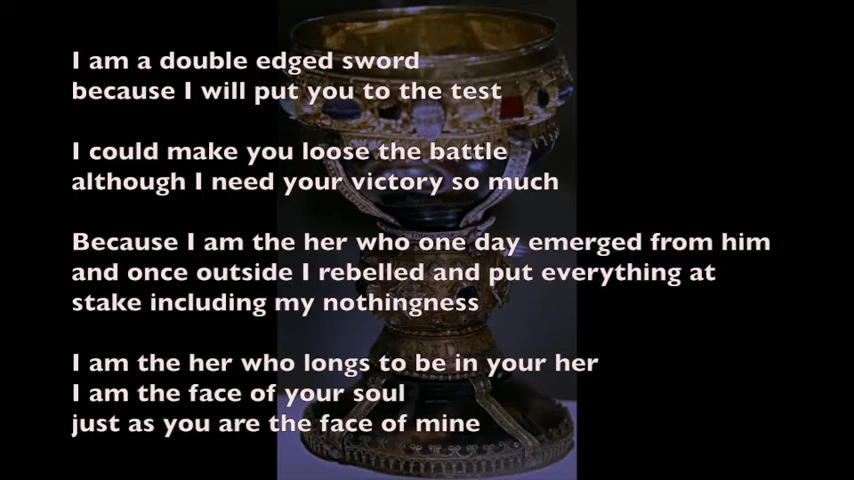 I am a double edged sword
because I will put you to the test
I could make you loose the battle
although I need your victory so much
Because I am the her who one day emerged from him
and once outside I rebelled and put everything at
stake including my nothingness
I am the her who longs to be in your her
I am the face of your soul
just as you are the face of mine